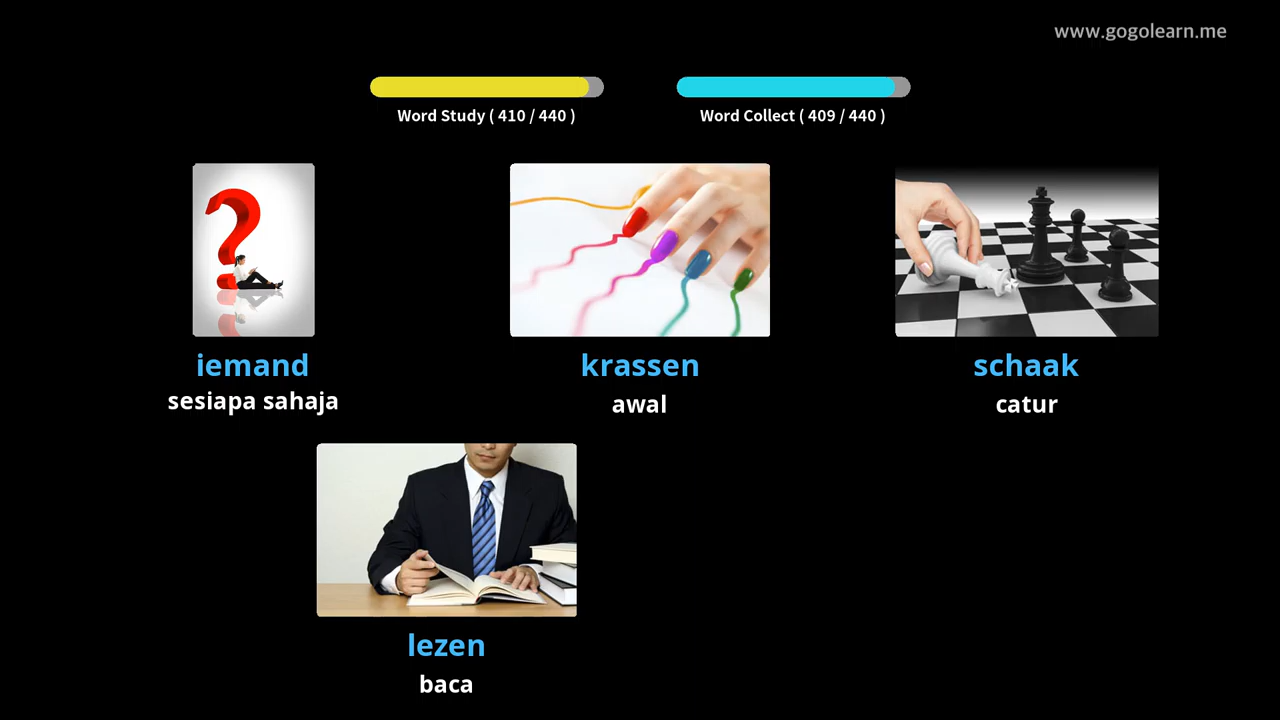 www.gogolearn.me
Word Study ( 410 / 440 )
Word Collect ( 409 / 440 )
iemand
sesiapa sahaja
krassen
awal
schaak
catur
lezen
baca